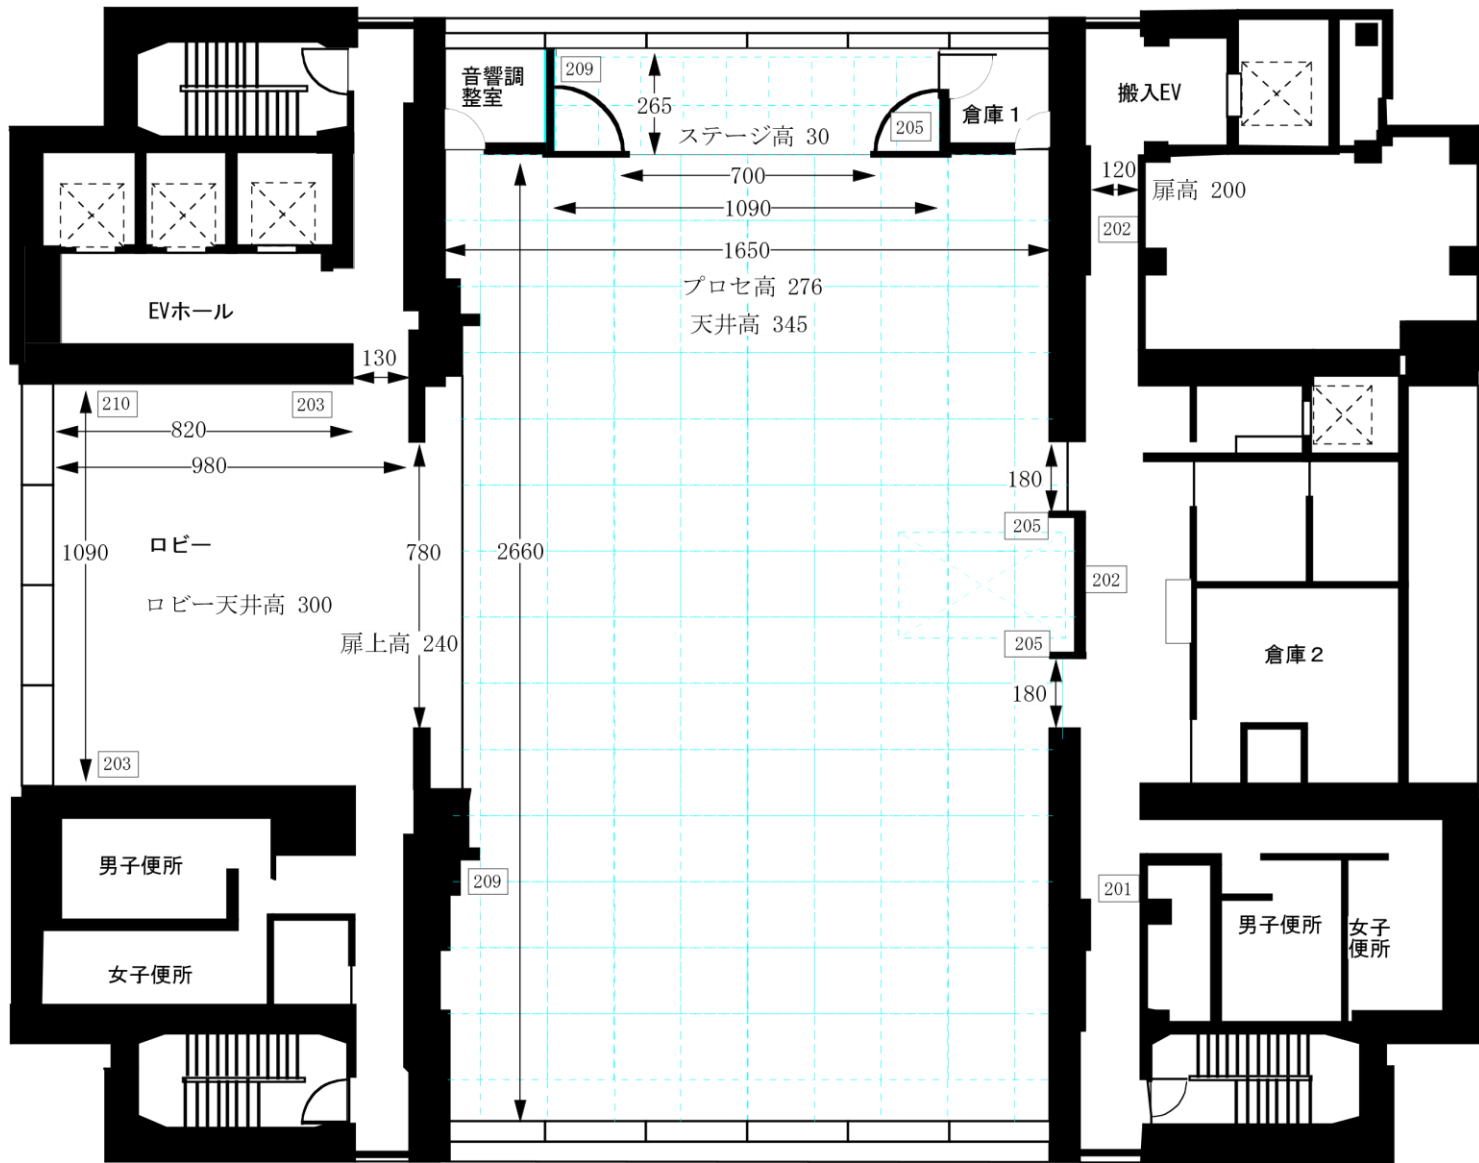 音響調
整室
209
265
ステージ高 30
205
倉庫１
搬入EV
700
120
扉高 200
1090
202
1650
プロセ高 276
天井高 345
EVホール
130
210
203
820
980
180
205
1090
ロビー
780
2660
202
ロビー天井高 300
扉上高 240
205
倉庫２
180
203
男子便所
209
201
男子便所
女子
便所
女子便所